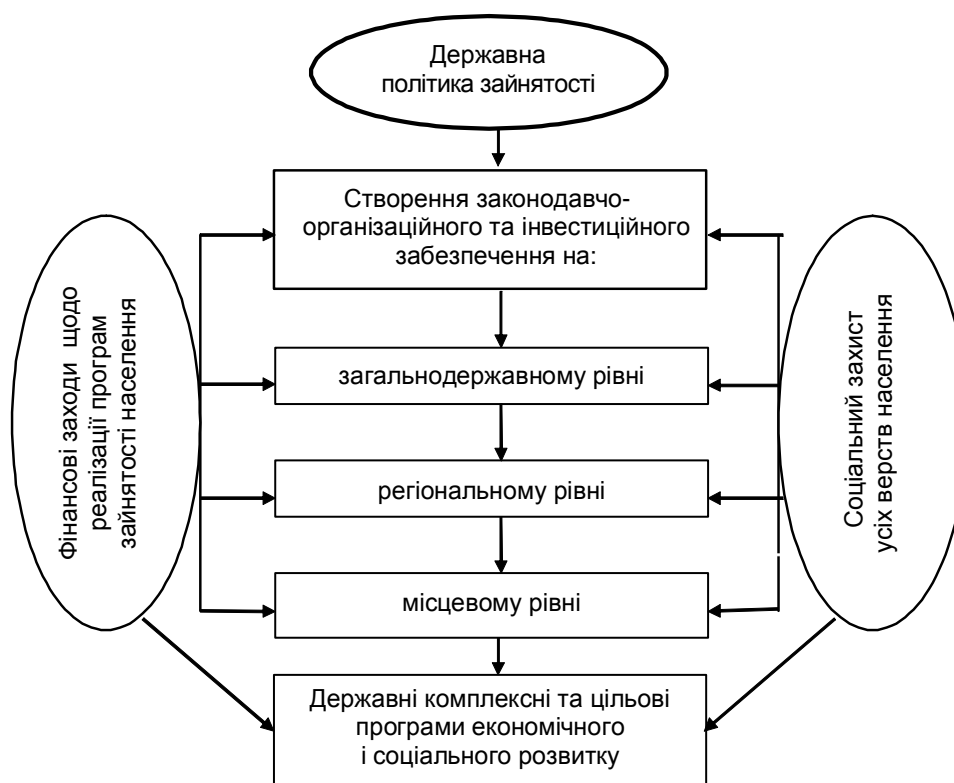 Державна
політика зайнятості
Створення законодавчо-
організаційного та інвестиційного
забезпечення на:
загальнодержавному рівні
регіональному рівні
місцевому рівні
Державні комплексні та цільові
програми економічного
і соціального розвитку
Фінансові заходи щодо
реалізації програм
зайнятості населення
Соціальний захист
усіх верств населення